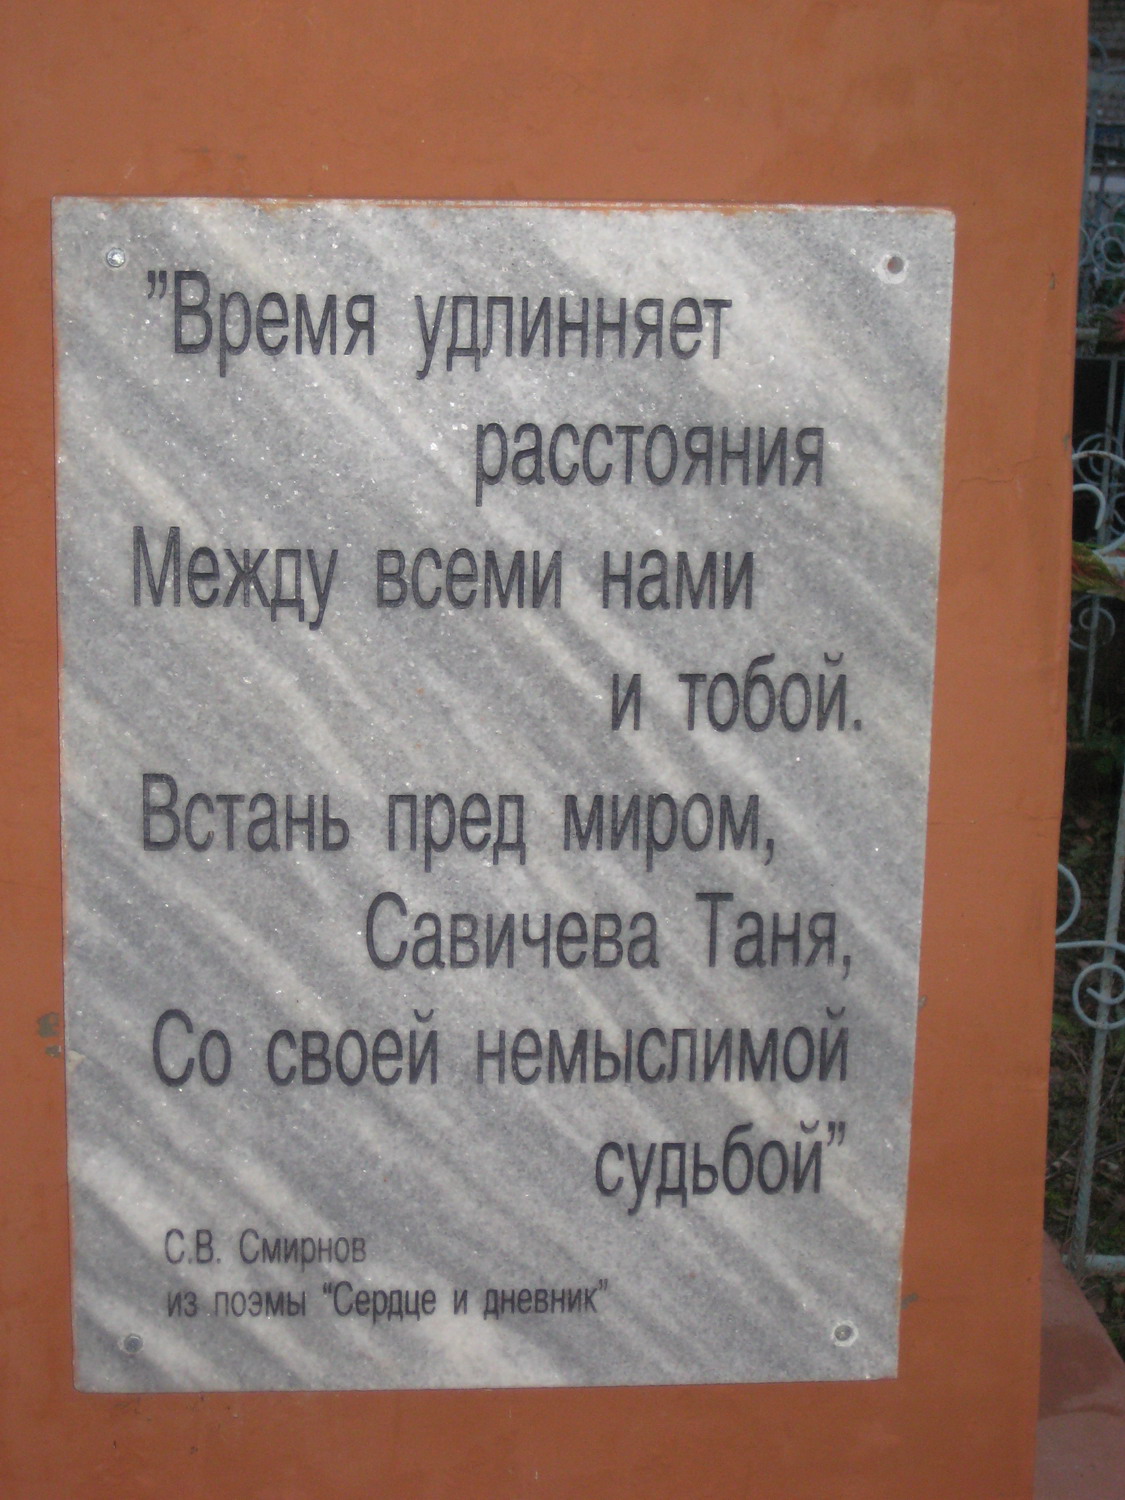 "Время удлинняет
расстояния
Между всеми нами
и тобой.
Встань пред миром,
Савичева Таня,
Со своей немыслимой
судьбой"
С.В. Смирнов
из поэмы "Сердце и дневник"